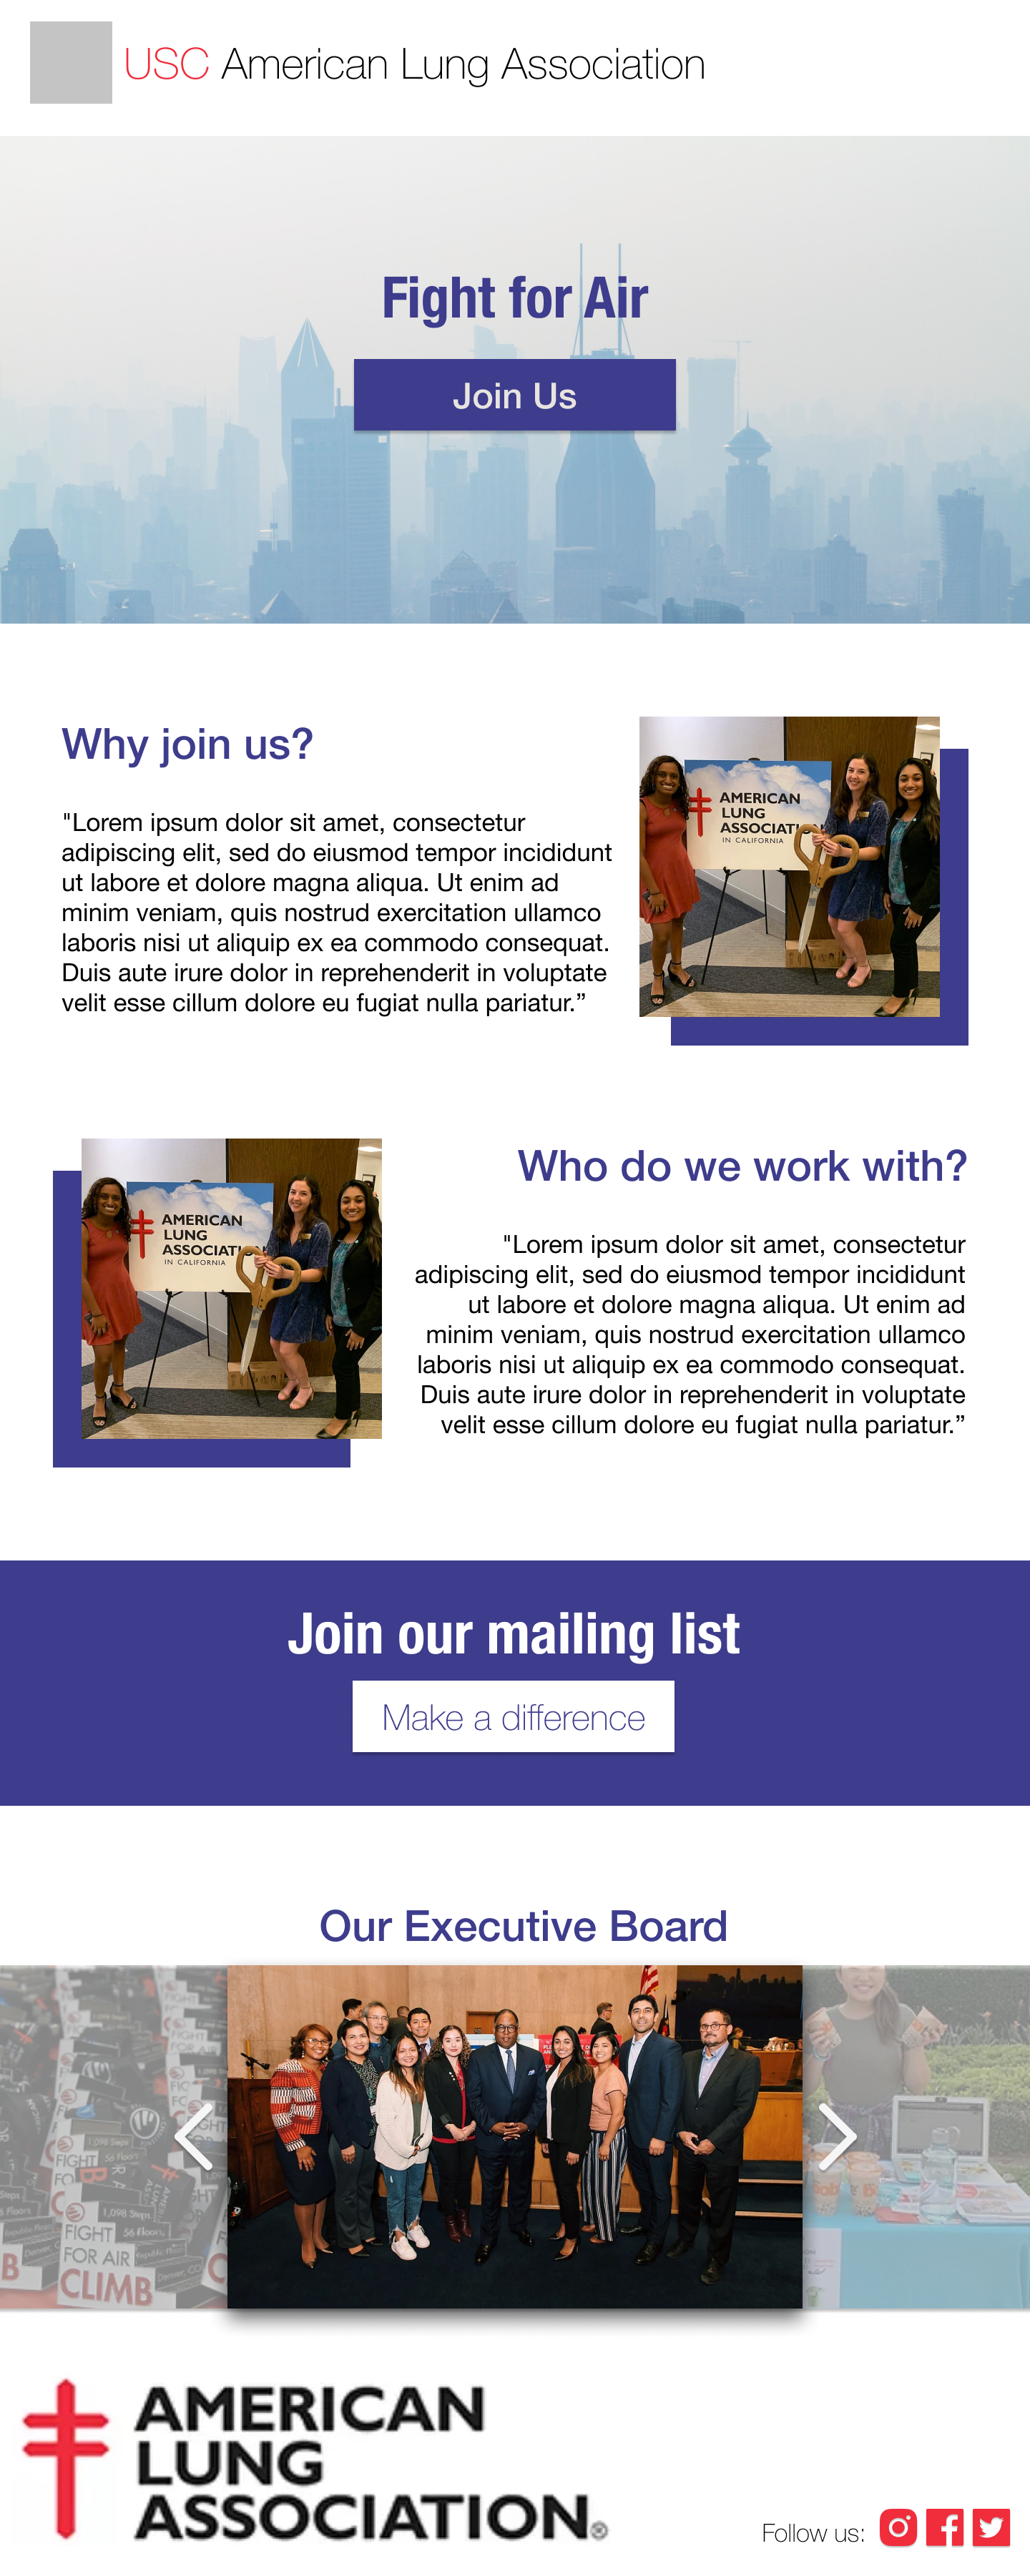 USC American Lung Association
Fight for Air
Join Us
Why join us?
"Lorem ipsum dolor sit amet, consectetur
adipiscing elit, sed do eiusmod tempor incididunt
ut labore et dolore magna aliqua. Ut enim ad
minim veniam, quis nostrud exercitation ullamco
laboris nisi ut aliquip ex ea commodo consequat.
Duis aute irure dolor in reprehenderit in voluptate
velit esse cillum dolore eu fugiat nulla pariatur.”
AMERICAN
LUNG
ASSOCIATI
IN CALIFORNIA
Who do we work with?
"Lorem ipsum dolor sit amet, consectetur
adipiscing elit, sed do eiusmod tempor incididunt
ut labore et dolore magna aliqua. Ut enim ad
minim veniam, quis nostrud exercitation ullamco
laboris nisi ut aliquip ex ea commodo consequat.
Duis aute irure dolor in reprehenderit in voluptate
velit esse cillum dolore eu fugiat nulla pariatur.”
AMERICAN
LUNG
ASSOCIATI
IN CALIFORNIA
Join our mailing list
Make a difference
Our Executive Board
FIGHT
1,098 Steps
56 Floors
FIGHT
FOR AIR
CLIMB
AMERICAN
LUNG
ASSOCIATION®
Follow us: